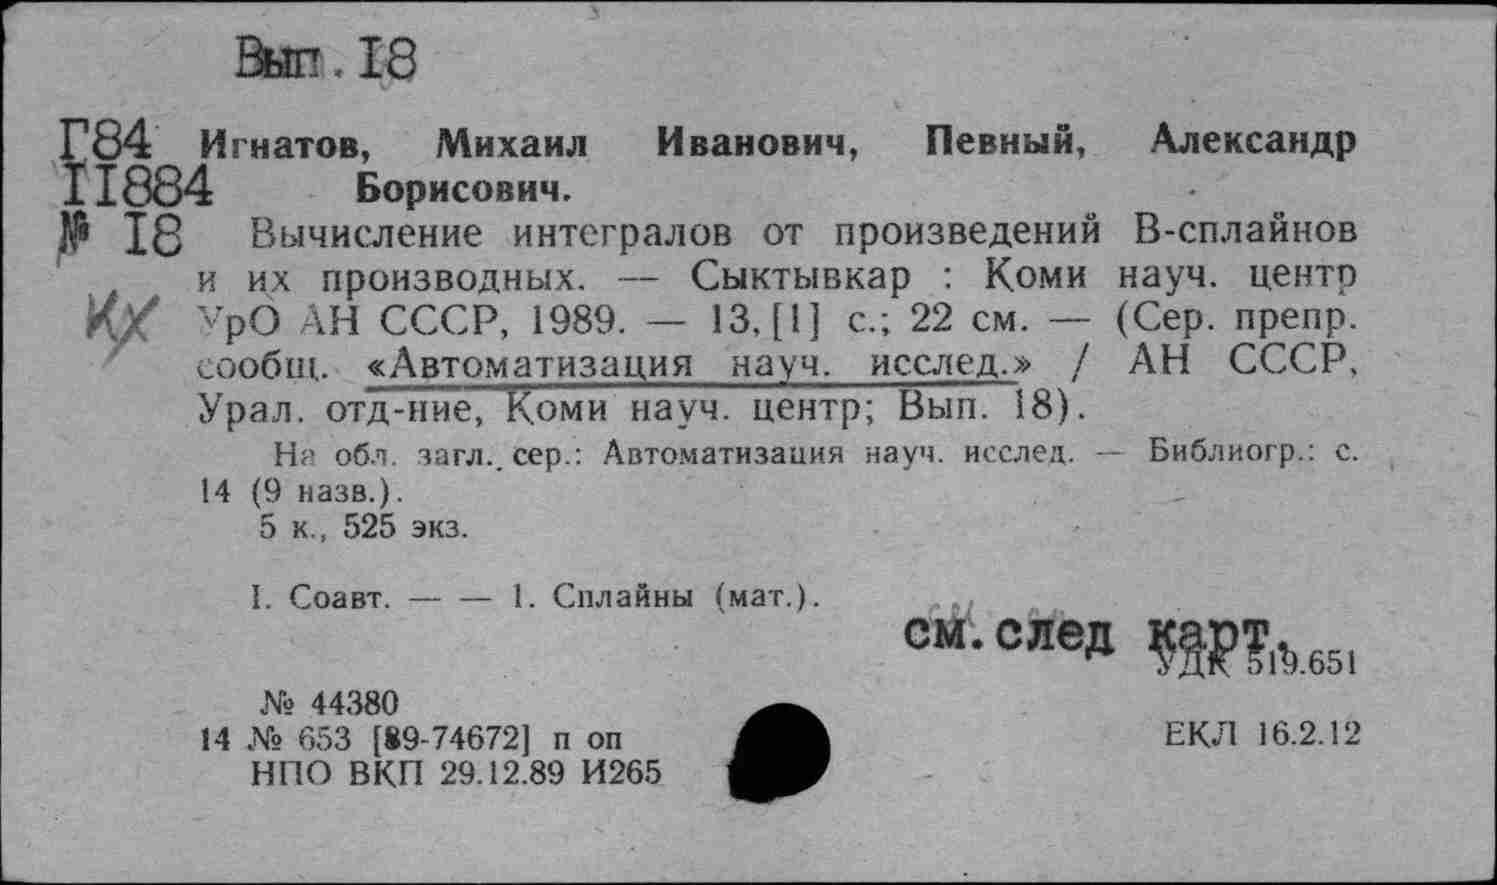 Вып. I8
Г84 Игнатов, Михаил Иванович, Певный, Александр
II884 Борисович.
№ I8 Вычисление интегралов от произведений В-сплайнов
и их производных. — Сыктывкар : Коми науч. центр
УрО АН СССР, 1989. — 13, [1] с.; 22 см. — (Сер. препр.
сообщ. «Автоматизация науч. исслед.» / АН СССР,
Урал. отд-ние, Коми науч. центр; Вып. 18).
На обл. загл. сер.: Автоматизация науч. исслед. — Библиогр.: с.
14 (9 назв.).
5 к., 525 экз.
I. Соавт. — — 1. Сплайны (мат.).
см. след карт.
УДК 519.651
№ 44380
14 № 653 [89-74672] п оп
ЕКЛ 16.2.12
НПО ВКП 29.12.89 И265